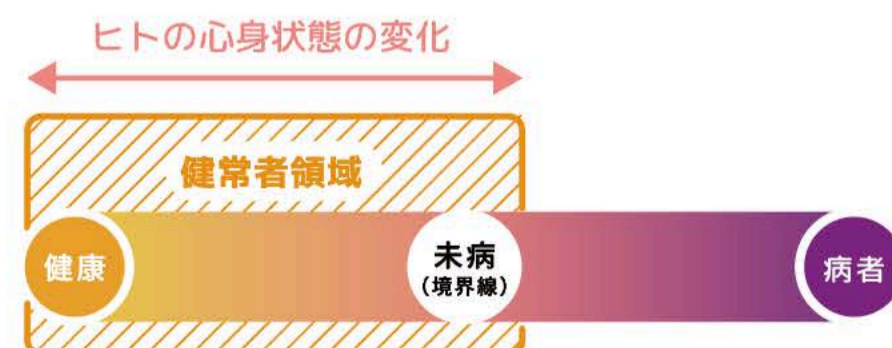 ヒトの心身状態の変化
健常者領域
健康
未病
(境界線)
病者